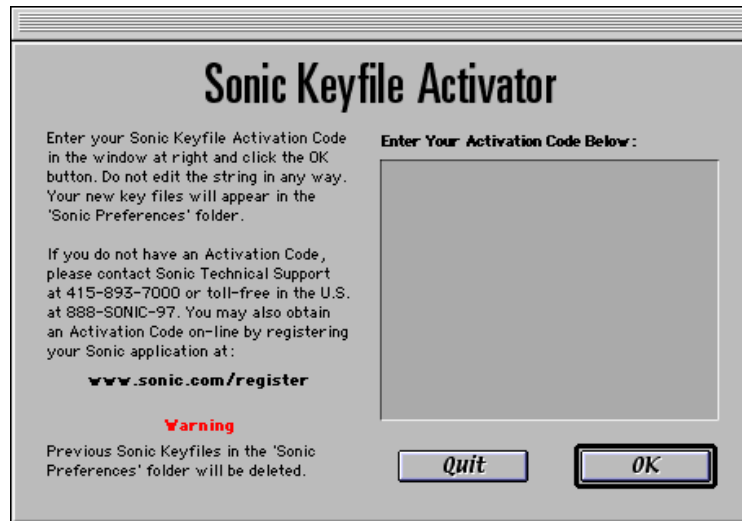 Sonic Keyfile Activator
Enter your Sonic Keyfile Activation Code
in the window at right and click the OK
button. Do not edit the string in any way.
Your new key files will appear in the
'Sonic Preferences' folder.
If you do not have an Activation Code,
please contact Sonic Technical Support
at 415-893-7000 or toll-free in the U.S.
at 888-SONIC-97. You may also obtain
an Activation Code on-line by registering
your Sonic application at:
www.sonic.com/register
Warning
Previous Sonic Keyfiles in the 'Sonic
Preferences' folder will be deleted.
Enter Your Activation Code Below:
Quit
OK